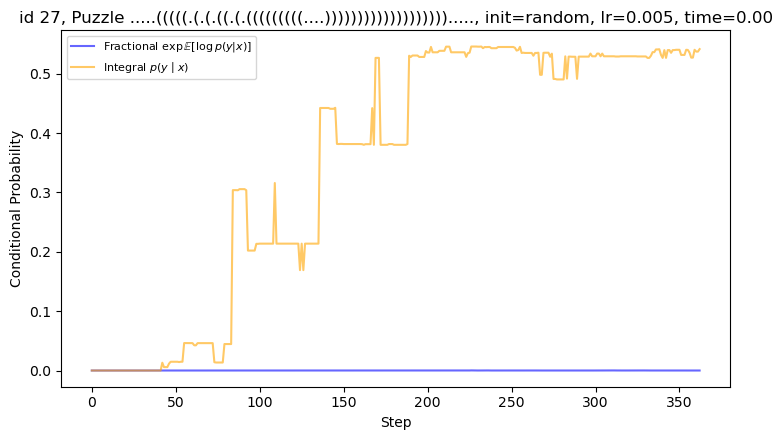 id 27, Puzzle .....(((((.(.(.((.(.(((((((((....)))))))))))))))))))....., init=random, lr=0.005, time=0.00
Fractional exp 𝔼[log p(y|x)]
Integral p(y | x)
Conditional Probability
0.5
0.4
0.3
0.2
0.1
0.0
0 50 100 150 200 250 300 350
Step